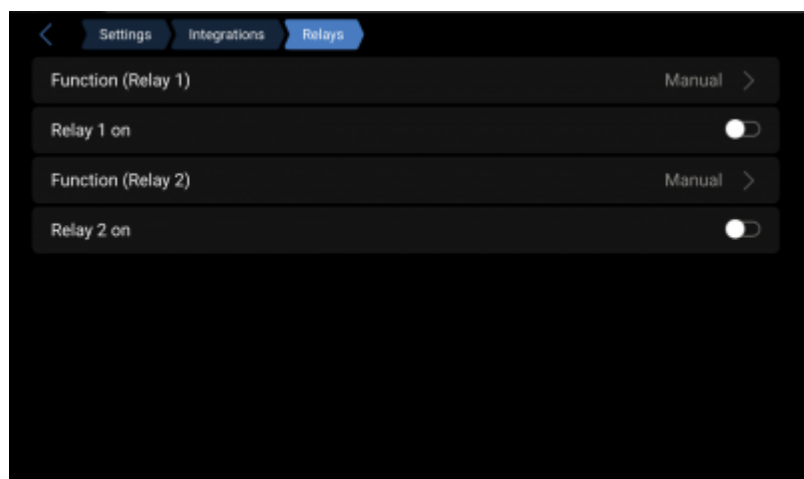 Settings Integrations Relays
Function (Relay 1) Manual
Relay 1 on
Function (Relay 2) Manual
Relay 2 on